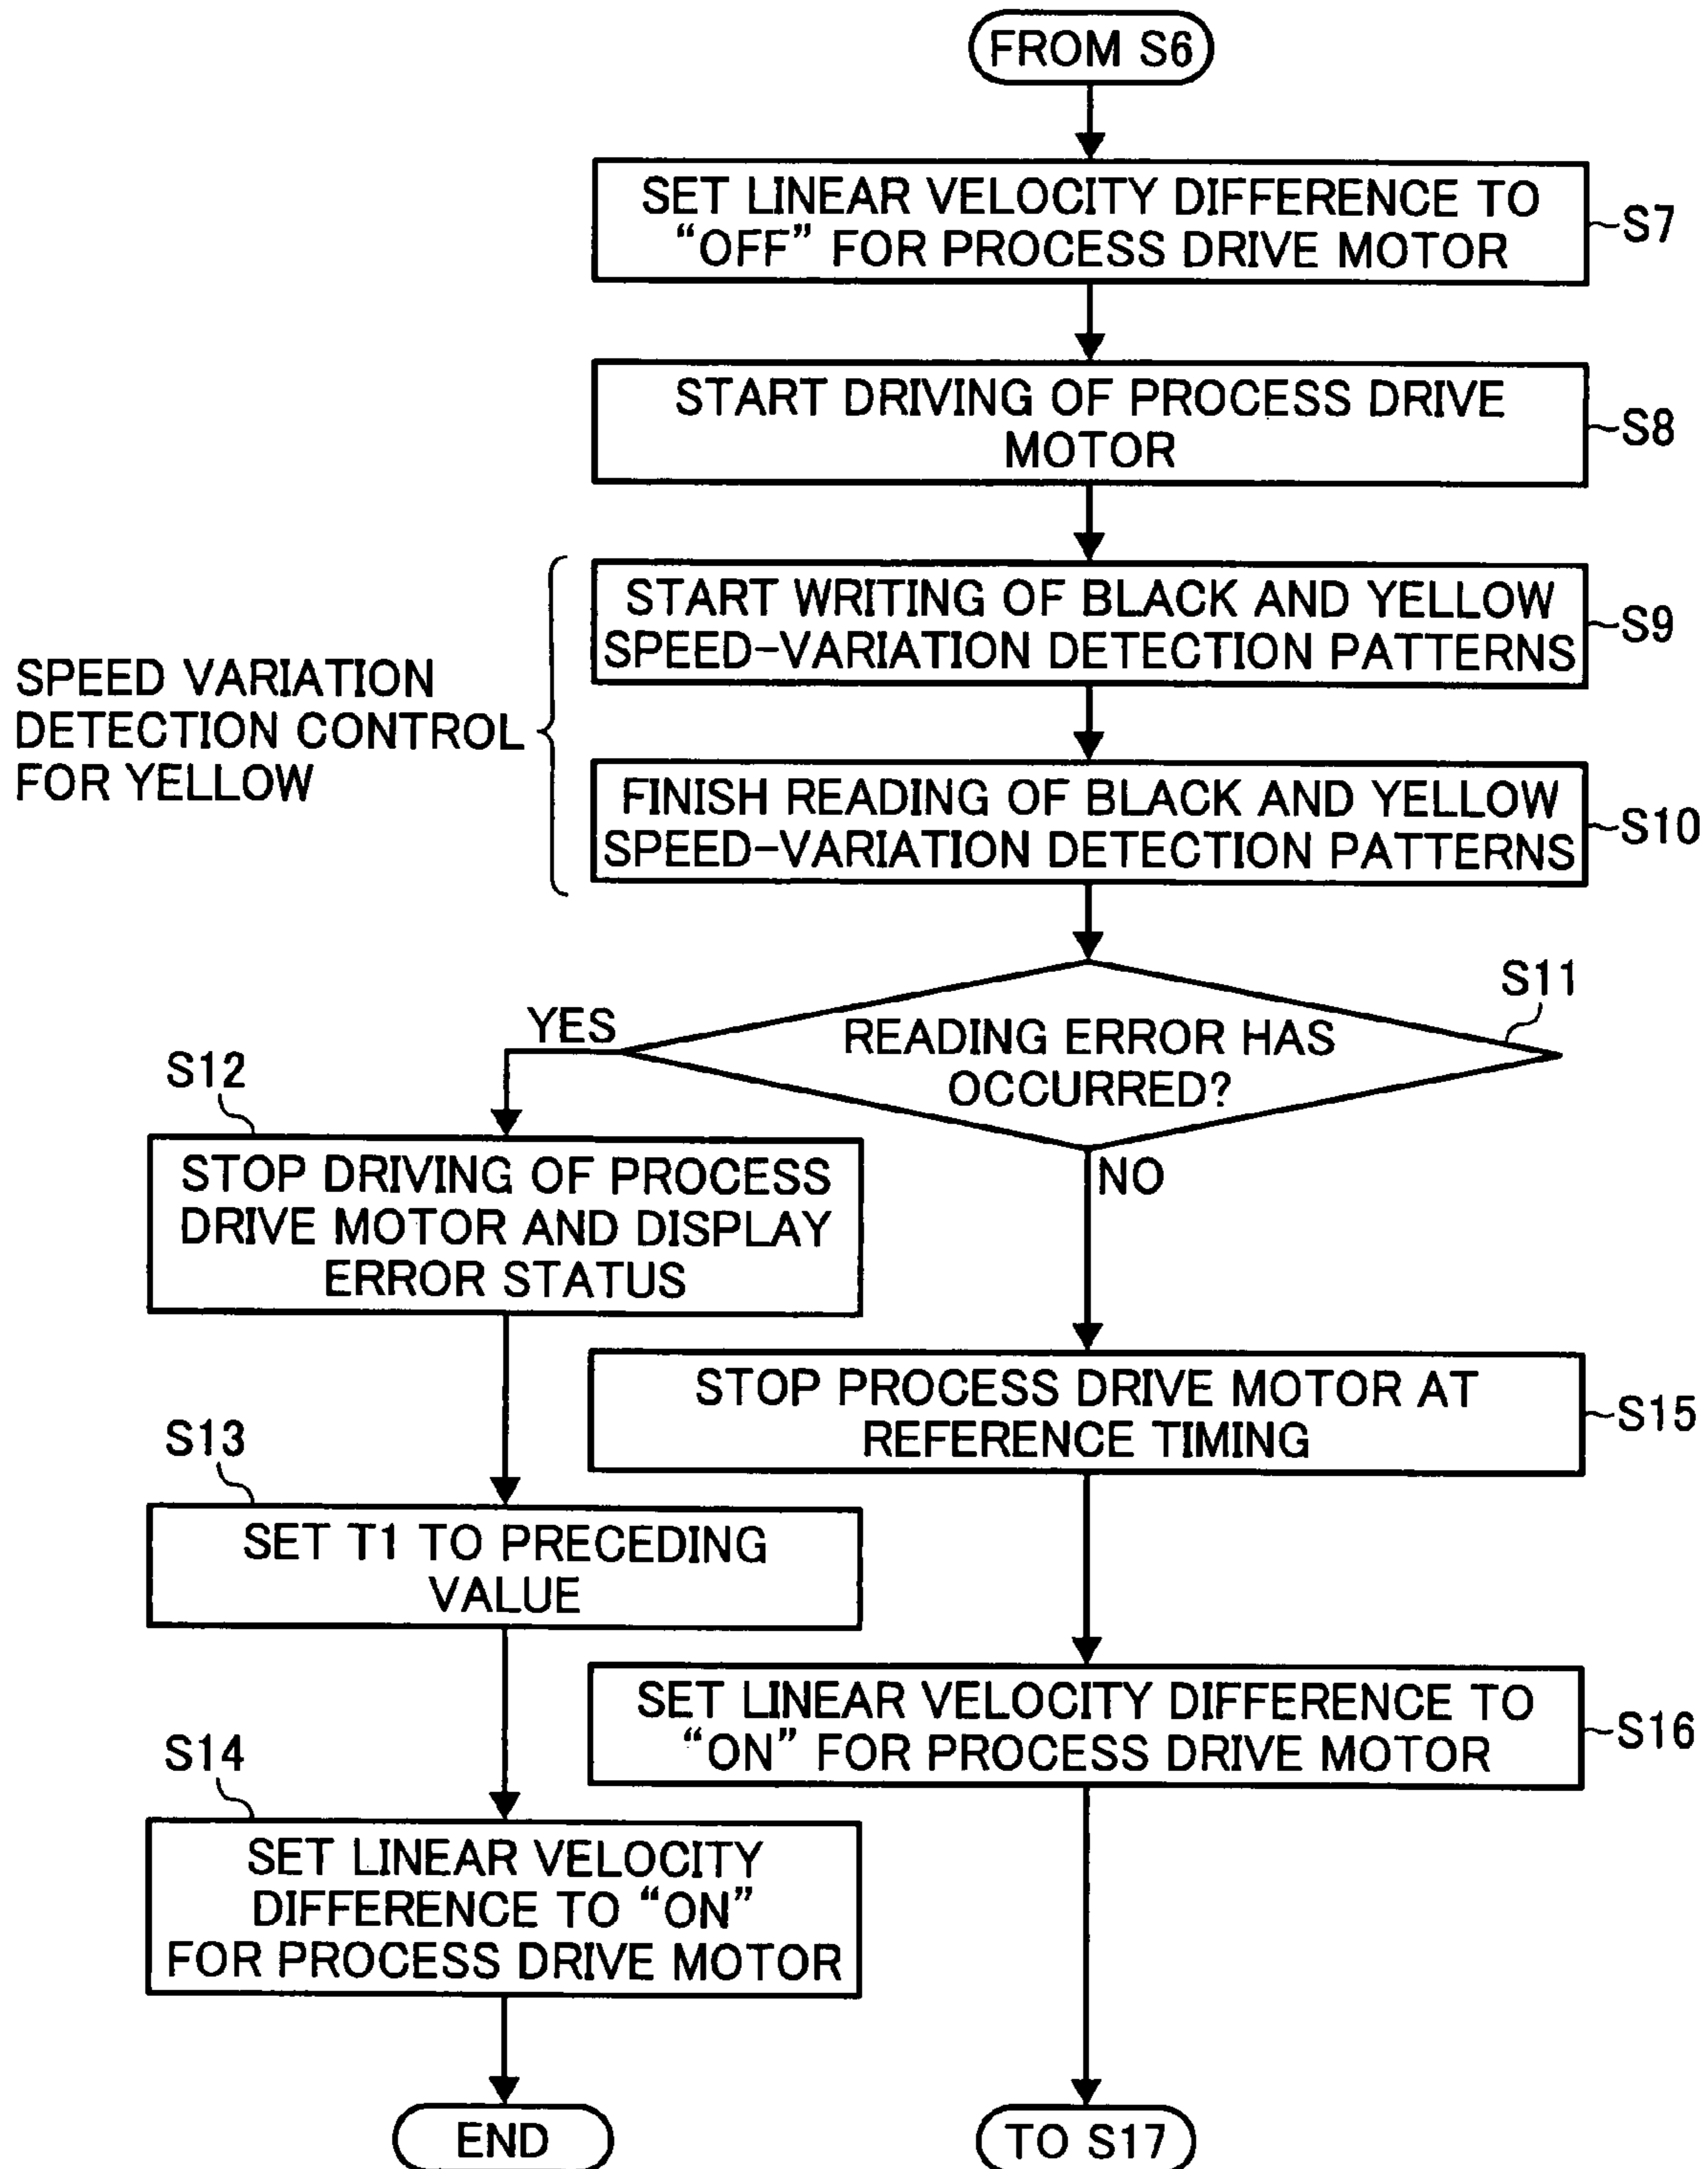 FROM S6
SET LINEAR VELOCITY DIFFERENCE TO
“OFF” FOR PROCESS DRIVE MOTOR
S7
START DRIVING OF PROCESS DRIVE
MOTOR
S8
SPEED VARIATION
DETECTION CONTROL
FOR YELLOW
START WRITING OF BLACK AND YELLOW
SPEED-VARIATION DETECTION PATTERNS
S9
FINISH READING OF BLACK AND YELLOW
SPEED-VARIATION DETECTION PATTERNS
S10
READING ERROR HAS
OCCURRED?
S11
YES
NO
S12
STOP DRIVING OF PROCESS
DRIVE MOTOR AND DISPLAY
ERROR STATUS
S13
SET T1 TO PRECEDING
VALUE
S14
SET LINEAR VELOCITY
DIFFERENCE TO “ON”
FOR PROCESS DRIVE MOTOR
END
STOP PROCESS DRIVE MOTOR AT
REFERENCE TIMING
S15
SET LINEAR VELOCITY DIFFERENCE TO
“ON” FOR PROCESS DRIVE MOTOR
S16
TO S17